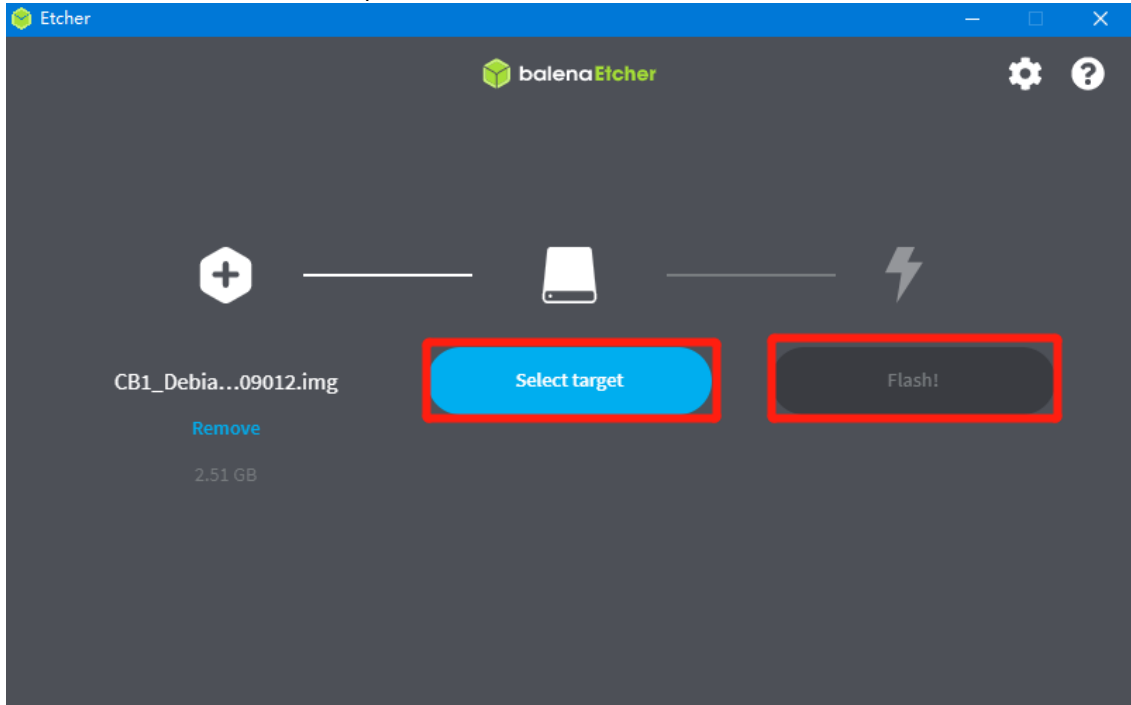 Etcher
balenaEtcher
CB1_Debia...09012.img
Select target
Flash!
Remove
2.51 GB